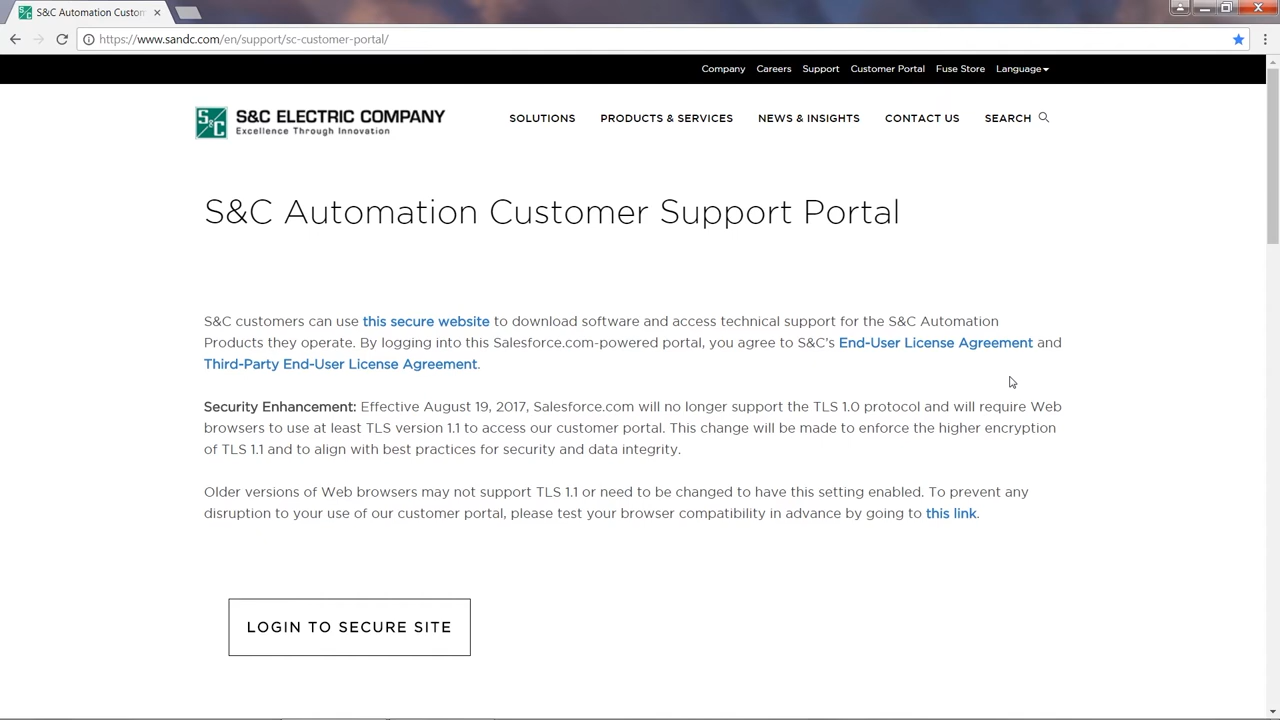 S&C Automation Custom
https://www.sandc.com/en/support/sc-customer-portal/
Company Careers Support Customer Portal Fuse Store Language
S&C ELECTRIC COMPANY
Excellence Through Innovation
SOLUTIONS PRODUCTS & SERVICES NEWS & INSIGHTS CONTACT US SEARCH
S&C Automation Customer Support Portal
S&C customers can use this secure website to download software and access technical support for the S&C Automation
Products they operate. By logging into this Salesforce.com-powered portal, you agree to S&C's End-User License Agreement and
Third-Party End-User License Agreement.
Security Enhancement: Effective August 19, 2017, Salesforce.com will no longer support the TLS 1.0 protocol and will require Web
browsers to use at least TLS version 1.1 to access our customer portal. This change will be made to enforce the higher encryption
of TLS 1.1 and to align with best practices for security and data integrity.
Older versions of Web browsers may not support TLS 1.1 or need to be changed to have this setting enabled. To prevent any
disruption to your use of our customer portal, please test your browser compatibility in advance by going to this link.
LOGIN TO SECURE SITE